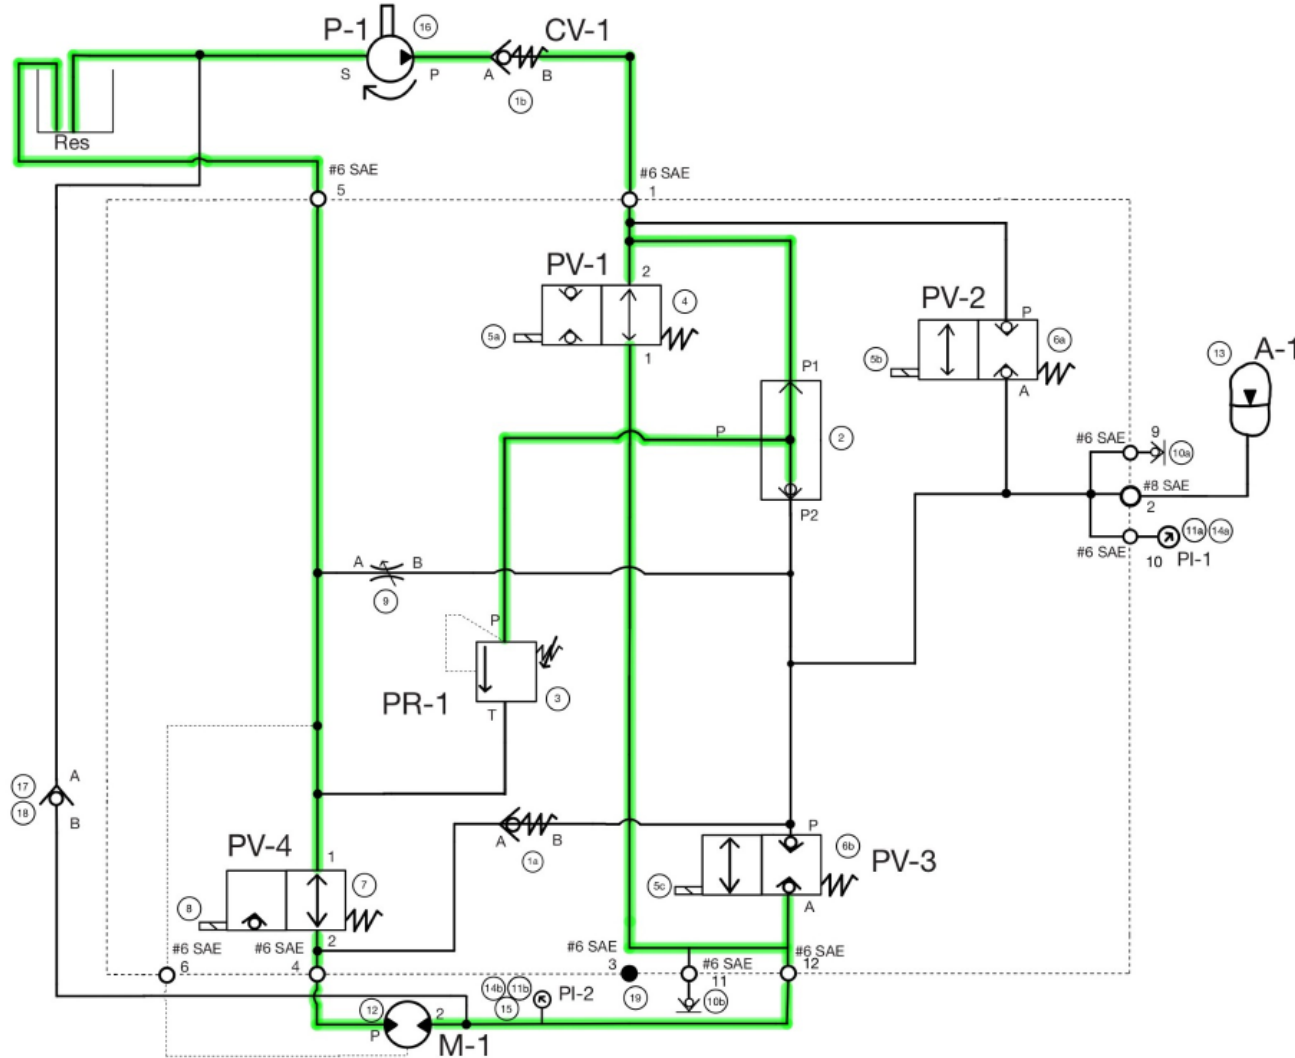 P-1
16
CV-1
S
P
A
B
1b
Res
#6 SAE
5
#6 SAE
1
PV-1
2
4
5a
1
PV-2
P
6a
5b
A
13
A-1
P1
P
2
P2
#6 SAE
9
10a
#8 SAE
2
11a
14a
#6 SAE
10
PI-1
A
B
9
P
PR-1
3
T
17
A
18
B
A
B
1a
P
6b
PV-3
5c
A
PV-4
1
7
8
2
#6 SAE
6
#6 SAE
4
#6 SAE
3
19
#6 SAE
11
10b
#6 SAE
12
14b
11b
15
PI-2
12
P
2
M-1